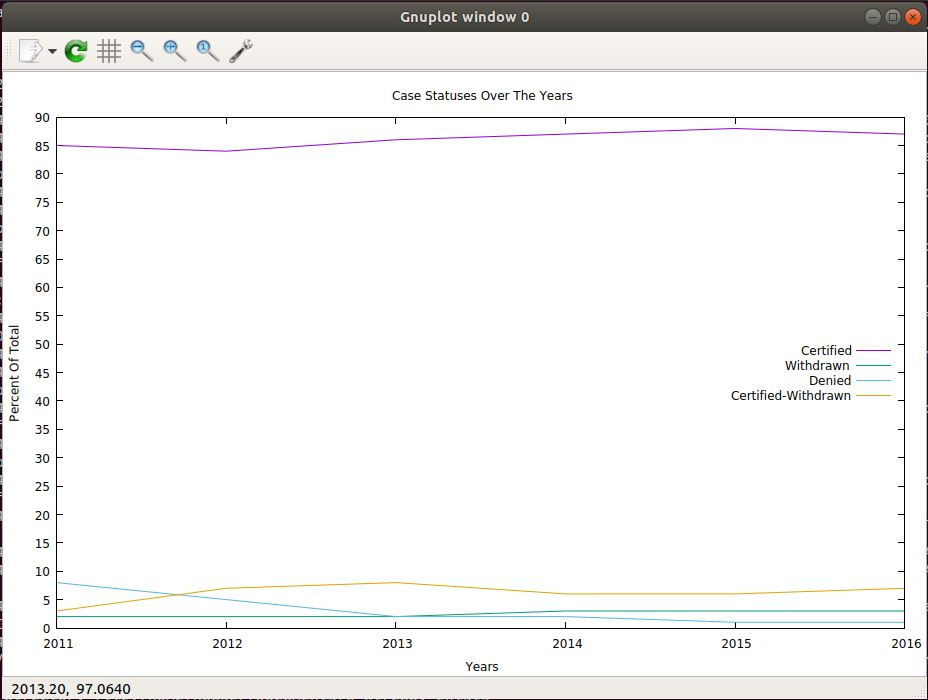 Gnuplot window 0
Case Statuses Over The Years
90
85
80
75
70
65
60
55
50
45
40
35
30
25
20
15
10
5
0
Percent Of Total
Certified
Withdrawn
Denied
Certified-Withdrawn
2011 2012 2013 2014 2015 2016
Years
2013.20, 97.0640